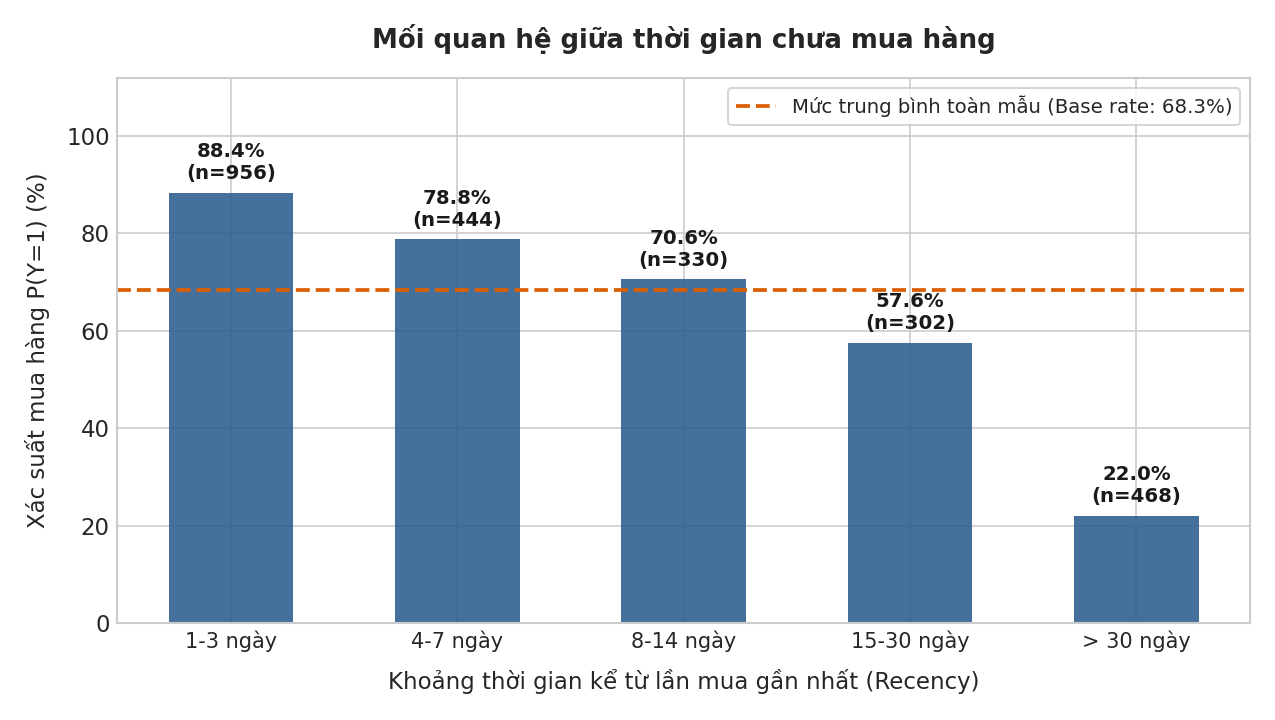 Mối quan hệ giữa thời gian chưa mua hàng
Mức trung bình toàn mẫu (Base rate: 68.3%)
Xác suất mua hàng P(Y=1) (%)
100
80
60
40
20
0
88.4%
(n=956)
78.8%
(n=444)
70.6%
(n=330)
57.6%
(n=302)
22.0%
(n=468)
1-3 ngày
4-7 ngày
8-14 ngày
15-30 ngày
> 30 ngày
Khoảng thời gian kể từ lần mua gần nhất (Recency)